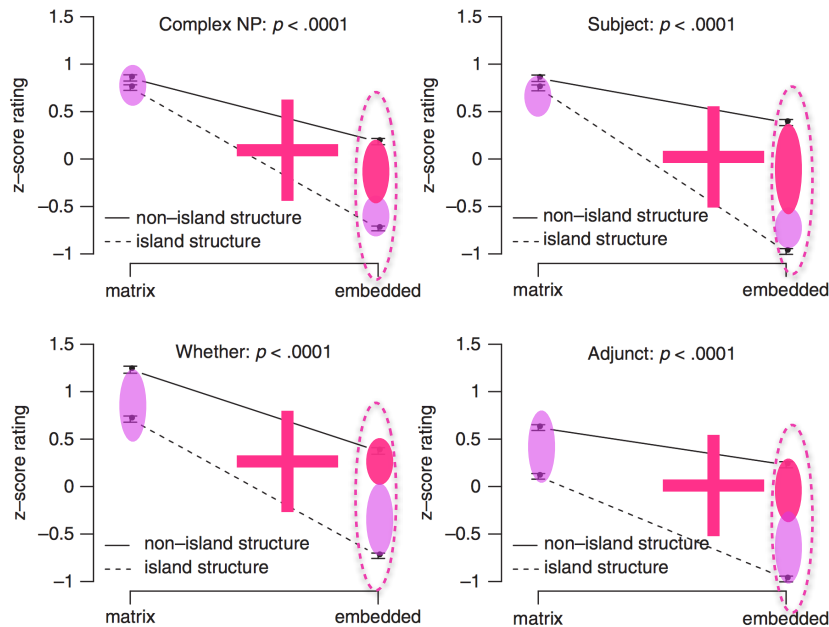 Complex NP: p < .0001
1.5
1
0.5
0
−0.5
−1
z–score rating
non–island structure
island structure
matrix
embedded
Subject: p < .0001
1.5
1
0.5
0
−0.5
−1
z–score rating
non–island structure
island structure
matrix
embedded
Whether: p < .0001
1.5
1
0.5
0
−0.5
−1
z–score rating
non–island structure
island structure
matrix
embedded
Adjunct: p < .0001
1.5
1
0.5
0
−0.5
−1
z–score rating
non–island structure
island structure
matrix
embedded